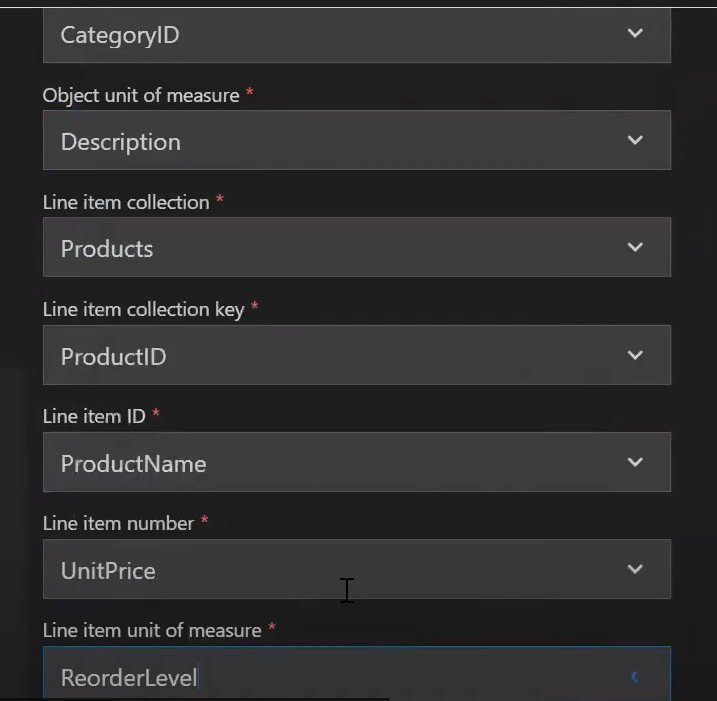 CategoryID
Object unit of measure *
Description
Line item collection *
Products
Line item collection key *
ProductID
Line item ID *
ProductName
Line item number *
UnitPrice
Line item unit of measure *
ReorderLevel